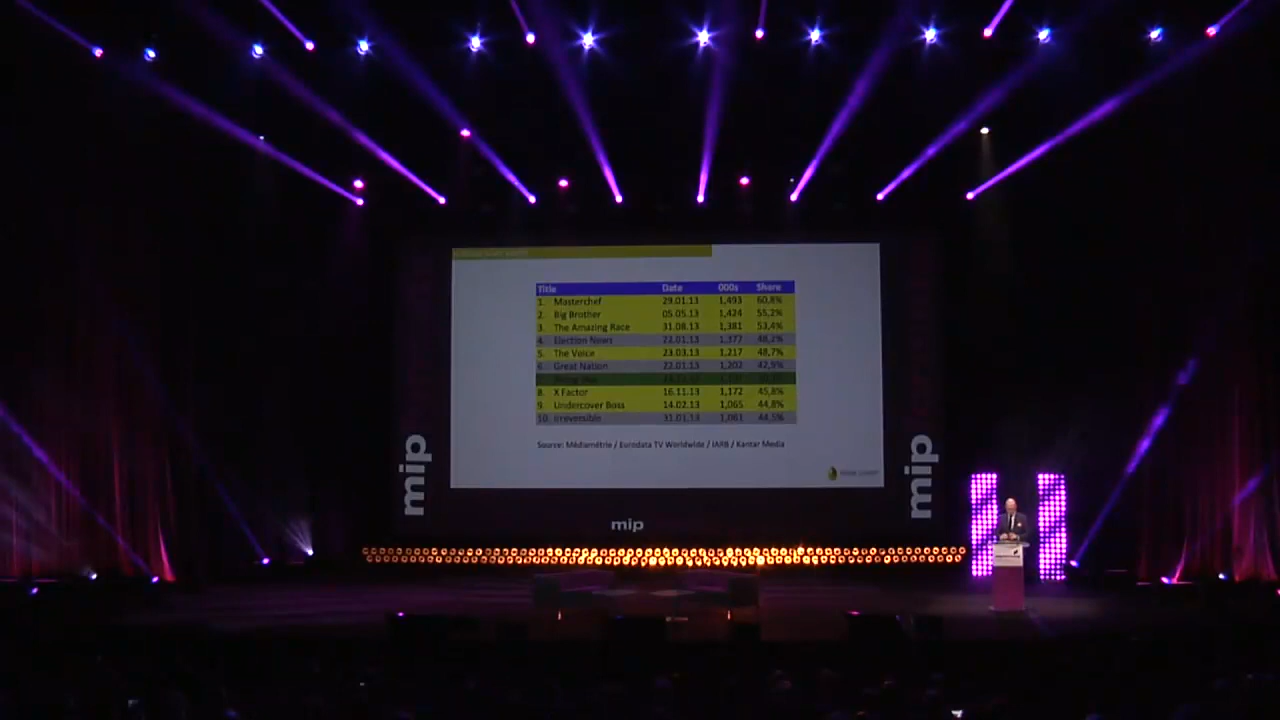 Title Date 000s Share
1. Masterchef 29.01.13 1,493 60,8%
2. Big Brother 05.05.13 1,424 55,2%
3. The Amazing Race 31.08.13 1,381 53,4%
4. Election News 22.01.13 1,377 48,2%
5. The Voice 23.03.13 1,217 48,7%
6. Great Nation 22.01.13 1,202 42,9%
8. X Factor 16.11.13 1,172 45,8%
9. Undercover Boss 14.02.13 1,065 44,8%
10. Irreversible 31.01.13 1,061 44,5%
Source: Médiamétrie / Eurodata TV Worldwide / IARB / Kantar Media
mip
mip
mip